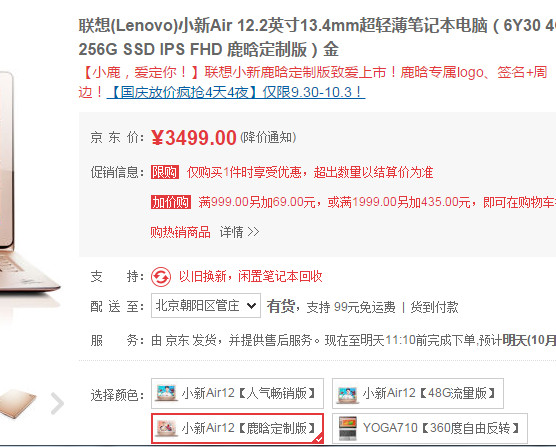 联想(Lenovo)小新Air 12.2英寸13.4mm超轻薄笔记本电脑（6Y30 4G
256G SSD IPS FHD 鹿晗定制版）金
【小鹿，爱定你！】联想小新鹿晗定制版致爱上市！鹿晗专属logo、签名+周
边！【国庆放价疯抢4天4夜】仅限9.30-10.3！
京 东 价： ¥3499.00 (降价通知)
促销信息： 限购 仅购买1件时享受优惠，超出数量以结算价为准
加价购 满999.00另加69.00元，或满1999.00另加435.00元，即可在购物车
购热销商品 详情 >>
支 持： 以旧换新，闲置笔记本回收
配 送 至： 北京朝阳区管庄 有货，支持 99元免运费 | 货到付款
服 务： 由 京东 发货，并提供售后服务。现在至明天11:10前完成下单,预计明天(10月
选择颜色： 小新Air12【人气畅销版】 小新Air12【48G流量版】
小新Air12【鹿晗定制版】 YOGA710【360度自由反转】